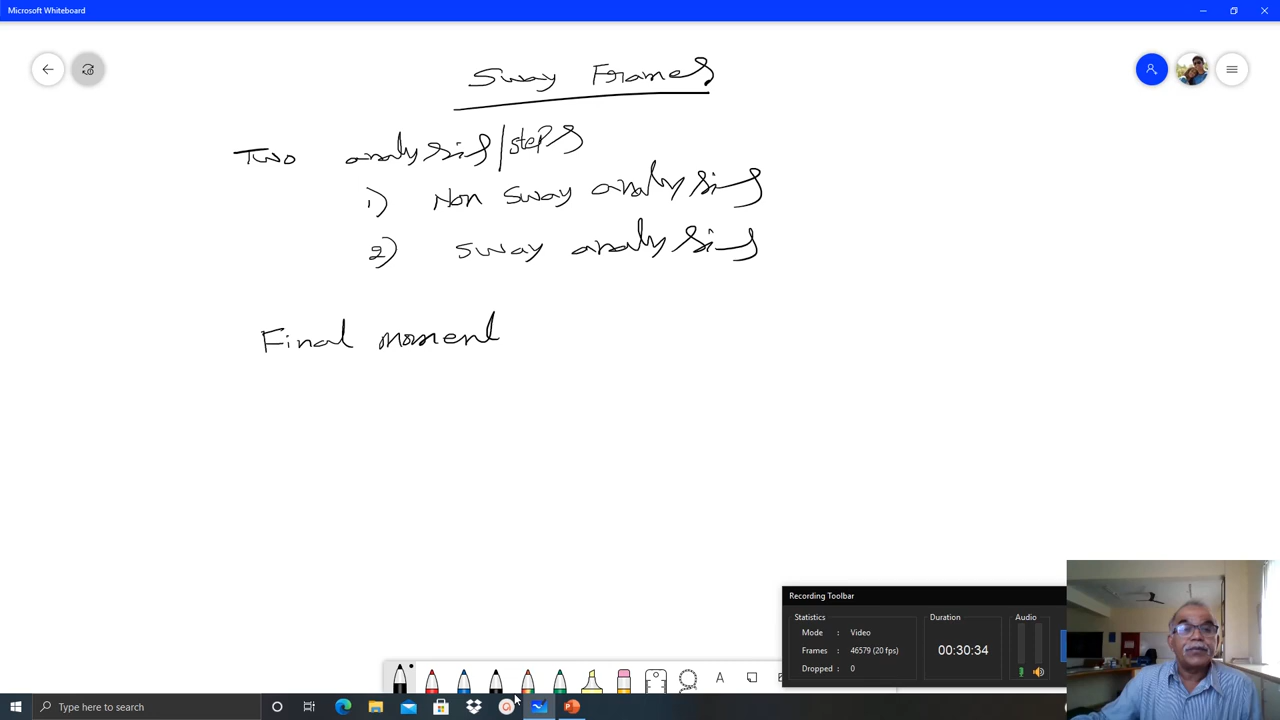 Microsoft Whiteboard
Sway Frames
Two analysis/steps
1) Non Sway analysis
2) Sway analysis
Final moment
Recording Toolbar
Statistics
Mode : Video
Frames : 46579 (20 fps)
Dropped : 0
Duration
00:30:34
Audio
Type here to search